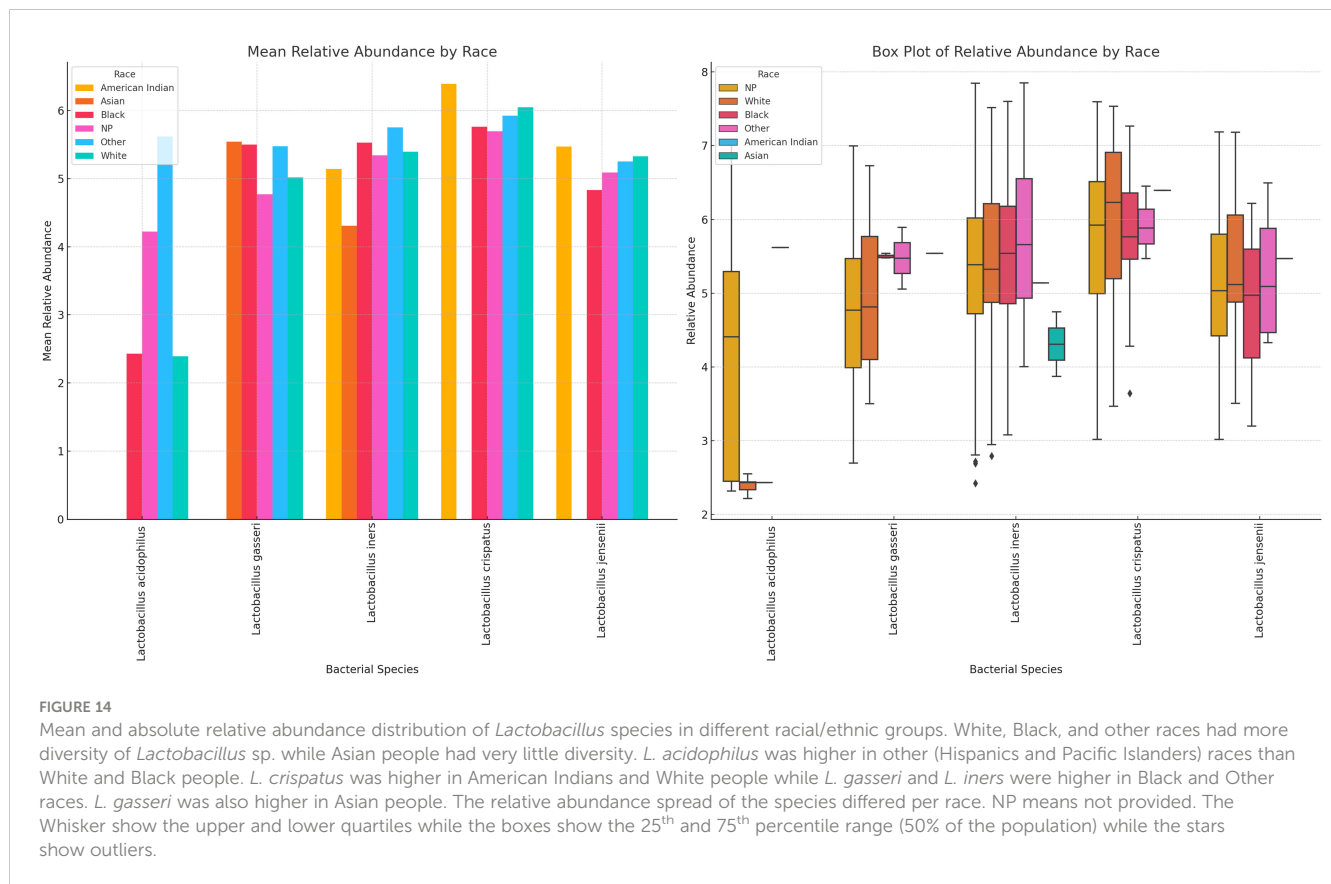 Mean Relative Abundance by Race
Mean Relative Abundance
6
5
4
3
2
1
0
Race
American Indian
Asian
Black
NP
Other
White
Lactobacillus acidophilus
Lactobacillus gasseri
Lactobacillus iners
Lactobacillus crispatus
Lactobacillus jensenii
Bacterial Species
Box Plot of Relative Abundance by Race
Relative Abundance
8
7
6
5
4
3
2
Race
NP
White
Black
Other
American Indian
Asian
Lactobacillus acidophilus
Lactobacillus gasseri
Lactobacillus iners
Lactobacillus crispatus
Lactobacillus jensenii
Bacterial Species
FIGURE 14
Mean and absolute relative abundance distribution of Lactobacillus species in different racial/ethnic groups. White, Black, and other races had more
diversity of Lactobacillus sp. while Asian people had very little diversity. L. acidophilus was higher in other (Hispanics and Pacific Islanders) races than
White and Black people. L. crispatus was higher in American Indians and White people while L. gasseri and L. iners were higher in Black and Other
races. L. gasseri was also higher in Asian people. The relative abundance spread of the species differed per race. NP means not provided. The
Whisker show the upper and lower quartiles while the boxes show the 25th and 75th percentile range (50% of the population) while the stars
show outliers.